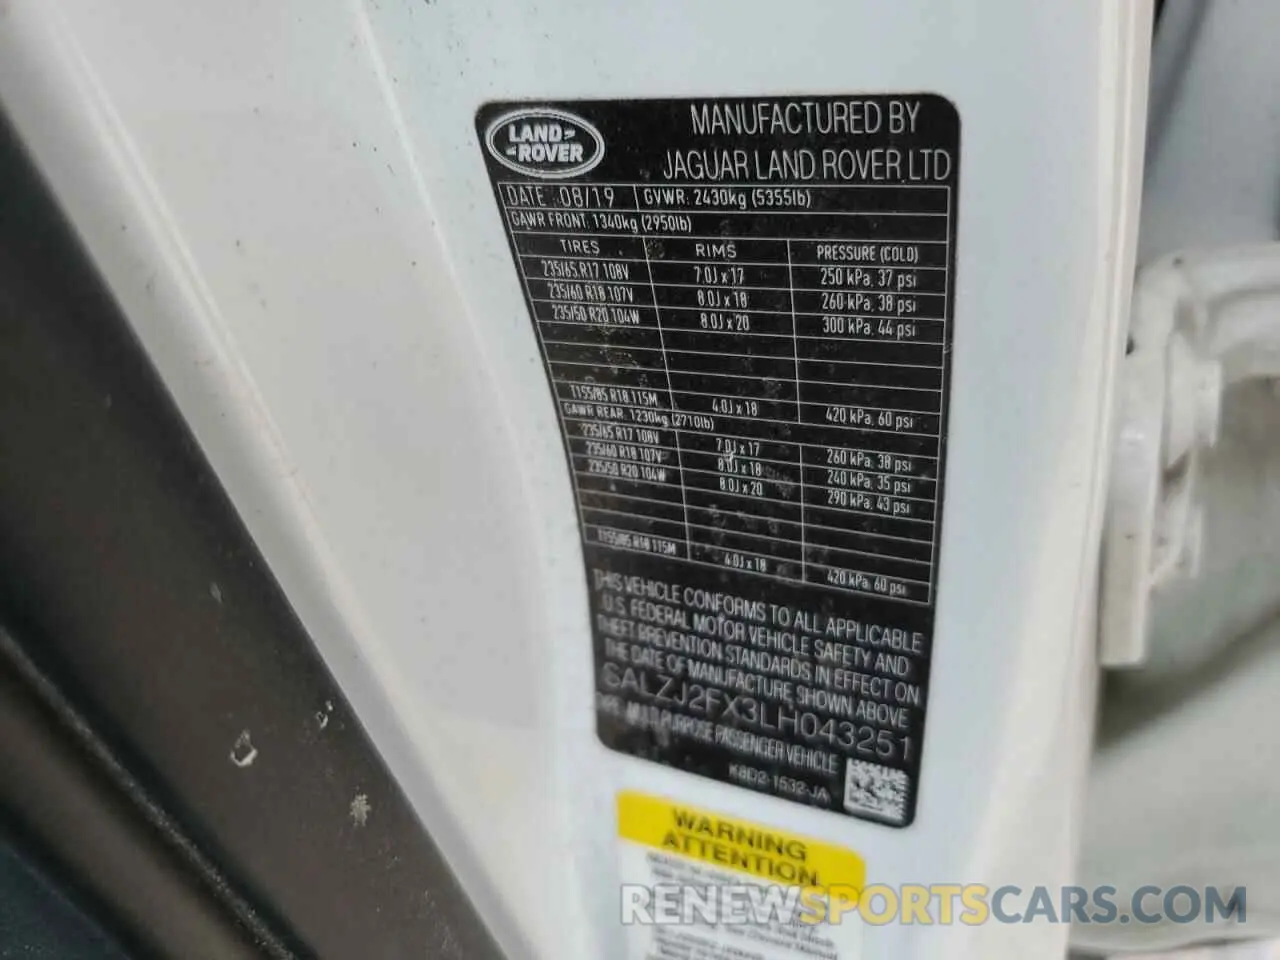 LAND ROVER
MANUFACTURED BY
JAGUAR LAND ROVER LTD
DATE 08/19 GVWR: 2430kg (5355lb)
GAWR FRONT: 1340kg (2950lb)
TIRES RIMS PRESSURE (COLD)
235/65 R17 108V 7.0J x 17 250 kPa, 37 psi
235/60 R18 107V 8.0J x 18 260 kPa, 38 psi
235/50 R20 104W 8.0J x 20 300 kPa, 44 psi
T155/85 R18 115M 4.0J x 18 420 kPa, 60 psi
GAWR REAR: 1230kg (2710lb)
235/65 R17 108V 7.0J x 17 260 kPa, 38 psi
235/60 R18 107V 8.0J x 18 240 kPa, 35 psi
235/50 R20 104W 8.0J x 20 290 kPa, 43 psi
T155/85 R18 115M 4.0J x 18 420 kPa, 60 psi
THIS VEHICLE CONFORMS TO ALL APPLICABLE
U.S. FEDERAL MOTOR VEHICLE SAFETY AND
THEFT PREVENTION STANDARDS IN EFFECT ON
THE DATE OF MANUFACTURE SHOWN ABOVE
SALZJ2FX3LH043251
TYPE: MULTI PURPOSE PASSENGER VEHICLE
K8D2-1532-JA
WARNING
ATTENTION
RENEWSPORTSCARS.COM